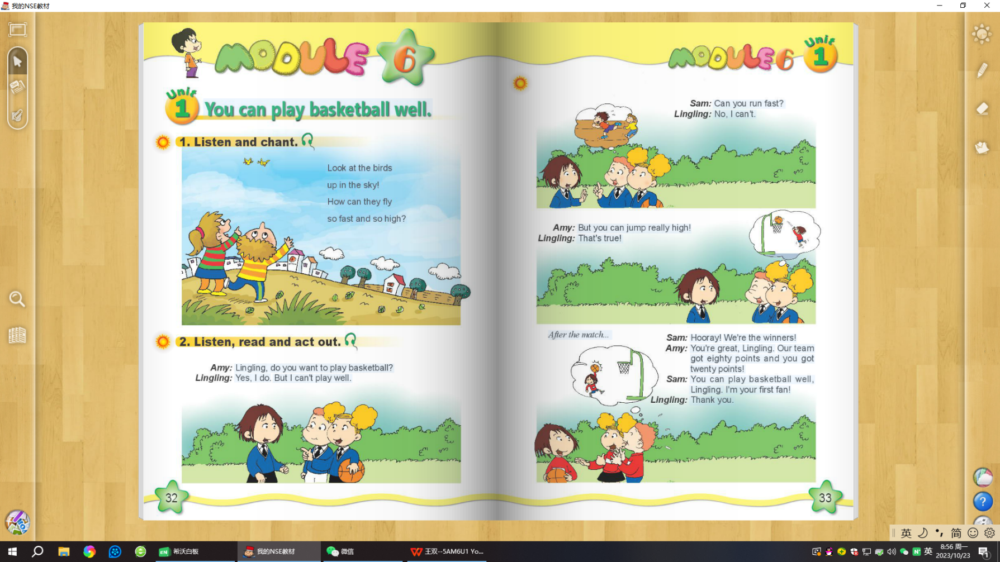 我的NSE教材
MODULE 6
Unit 1 You can play basketball well.
1. Listen and chant.
Look at the birds
up in the sky!
How can they fly
so fast and so high?
2. Listen, read and act out.
Amy: Lingling, do you want to play basketball?
Lingling: Yes, I do. But I can't play well.
32
MODULE 6 Unit 1
Sam: Can you run fast?
Lingling: No, I can't.
Amy: But you can jump really high!
Lingling: That's true!
After the match...
Sam: Hooray! We're the winners!
Amy: You're great, Lingling. Our team
got eighty points and you got
twenty points!
Sam: You can play basketball well,
Lingling. I'm your first fan!
Lingling: Thank you.
33
英 简
EN 希沃白板 我的NSE教材 微信 王双--5AM6U1 Yo...
英 8:56 周一
2023/10/23
1